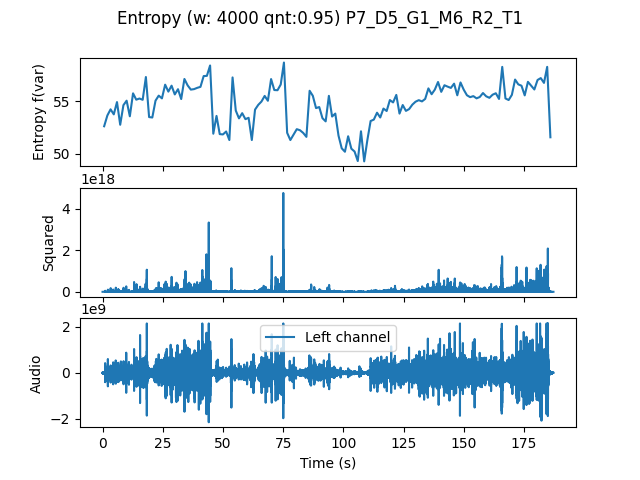 Entropy (w: 4000 qnt:0.95) P7_D5_G1_M6_R2_T1
Entropy f(var)
55
50
1e18
Squared
4
2
0
1e9
Audio
2
0
−2
Left channel
0 25 50 75 100 125 150 175
Time (s)